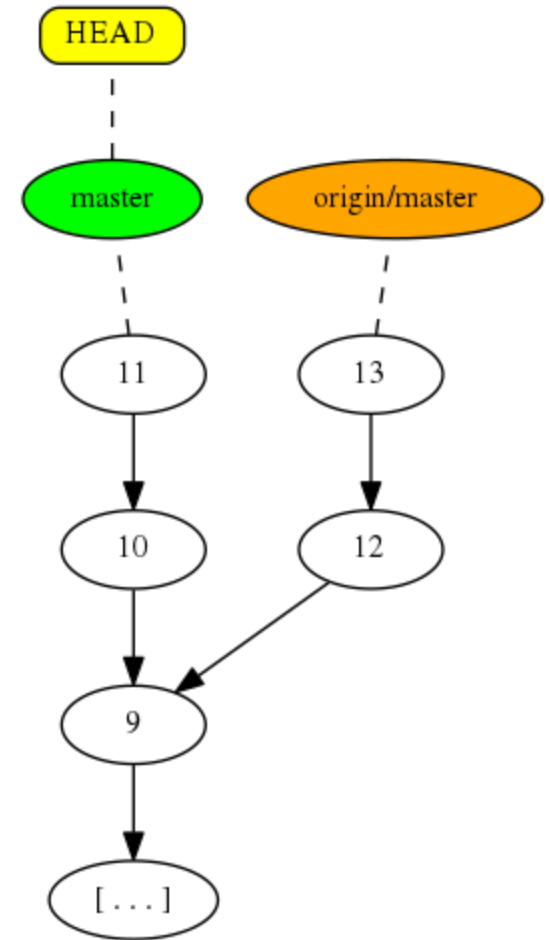 HEAD
master
origin/master
11
13
10
12
9
[ . . . ]